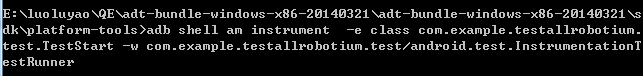 E:\luoluyao\QE\adt-bundle-windows-x86-20140321\adt-bundle-windows-x86-20140321\s
dk\platform-tools>adb shell am instrument  -e class com.example.testallrobotium.
test.TestStart -w com.example.testallrobotium.test/android.test.InstrumentationT
estRunner